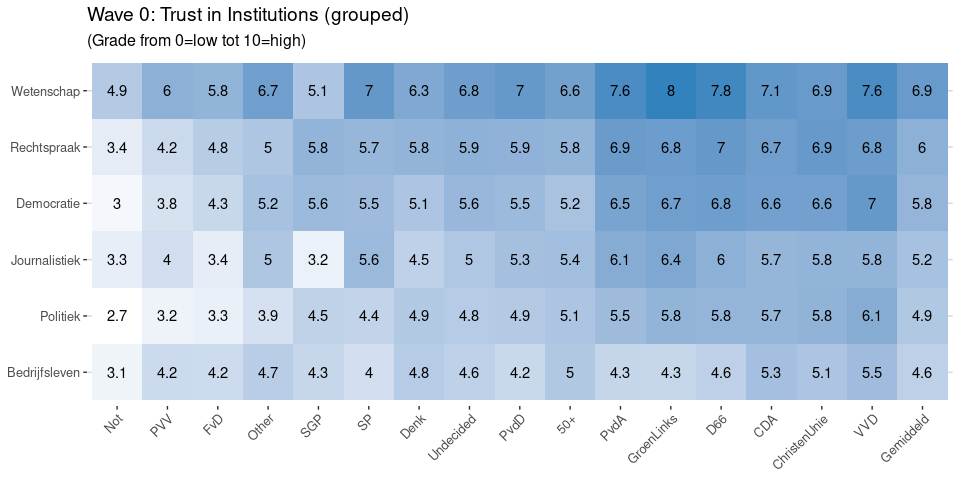 Wave 0: Trust in Institutions (grouped)
(Grade from 0=low tot 10=high)
Wetenschap 4.9 6 5.8 6.7 5.1 7 6.3 6.8 7 6.6 7.6 8 7.8 7.1 6.9 7.6 6.9
Rechtspraak 3.4 4.2 4.8 5 5.8 5.7 5.8 5.9 5.9 5.8 6.9 6.8 7 6.7 6.9 6.8 6
Democratie 3 3.8 4.3 5.2 5.6 5.5 5.1 5.6 5.5 5.2 6.5 6.7 6.8 6.6 6.6 7 5.8
Journalistiek 3.3 4 3.4 5 3.2 5.6 4.5 5 5.3 5.4 6.1 6.4 6 5.7 5.8 5.8 5.2
Politiek 2.7 3.2 3.3 3.9 4.5 4.4 4.9 4.8 4.9 5.1 5.5 5.8 5.8 5.7 5.8 6.1 4.9
Bedrijfsleven 3.1 4.2 4.2 4.7 4.3 4 4.8 4.6 4.2 5 4.3 4.3 4.6 5.3 5.1 5.5 4.6
Not PVV FvD Other SGP SP Denk Undecided PvdD 50+ PvdA GroenLinks D66 CDA ChristenUnie VVD Gemiddeld